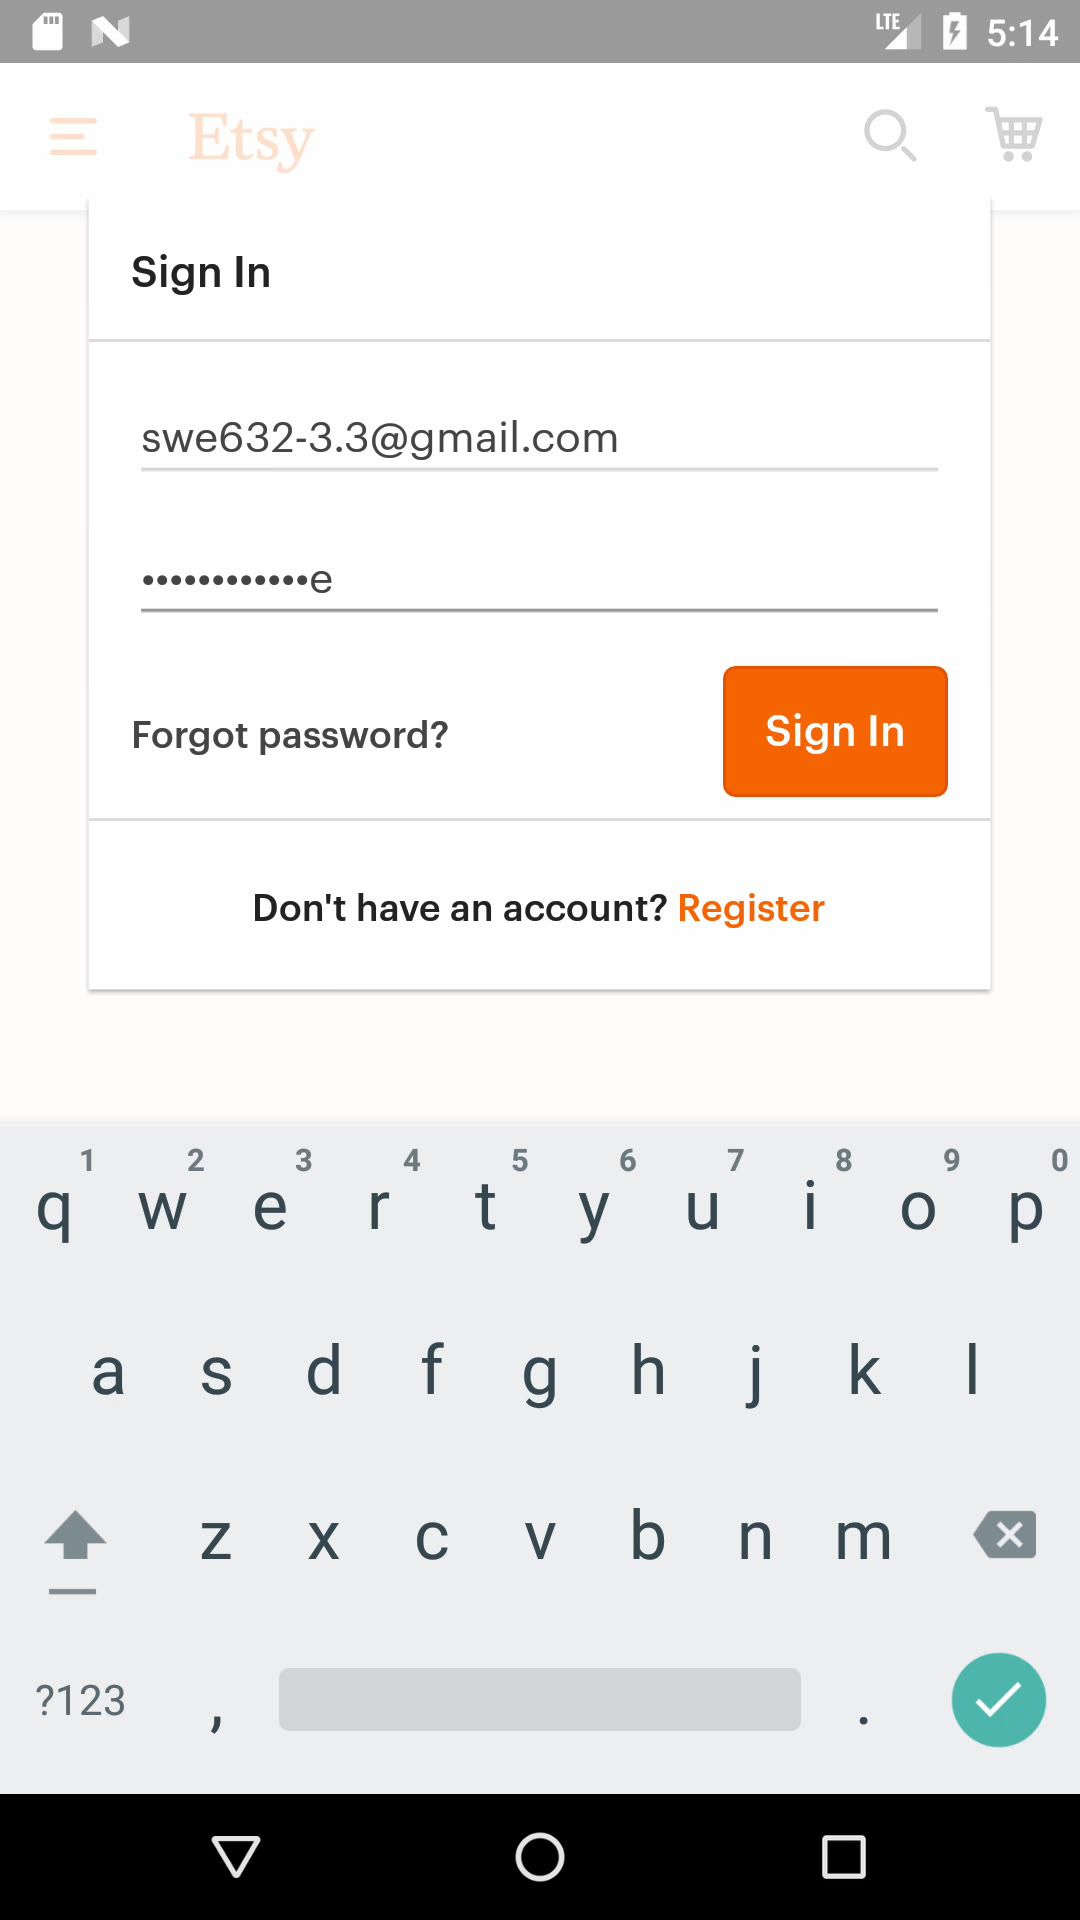 LTE 5:14
Etsy
Sign In
swe632-3.3@gmail.com
••••••••••••e
Forgot password? Sign In
Don't have an account? Register
1 2 3 4 5 6 7 8 9 0
q w e r t y u i o p
a s d f g h j k l
z x c v b n m
?123 , .